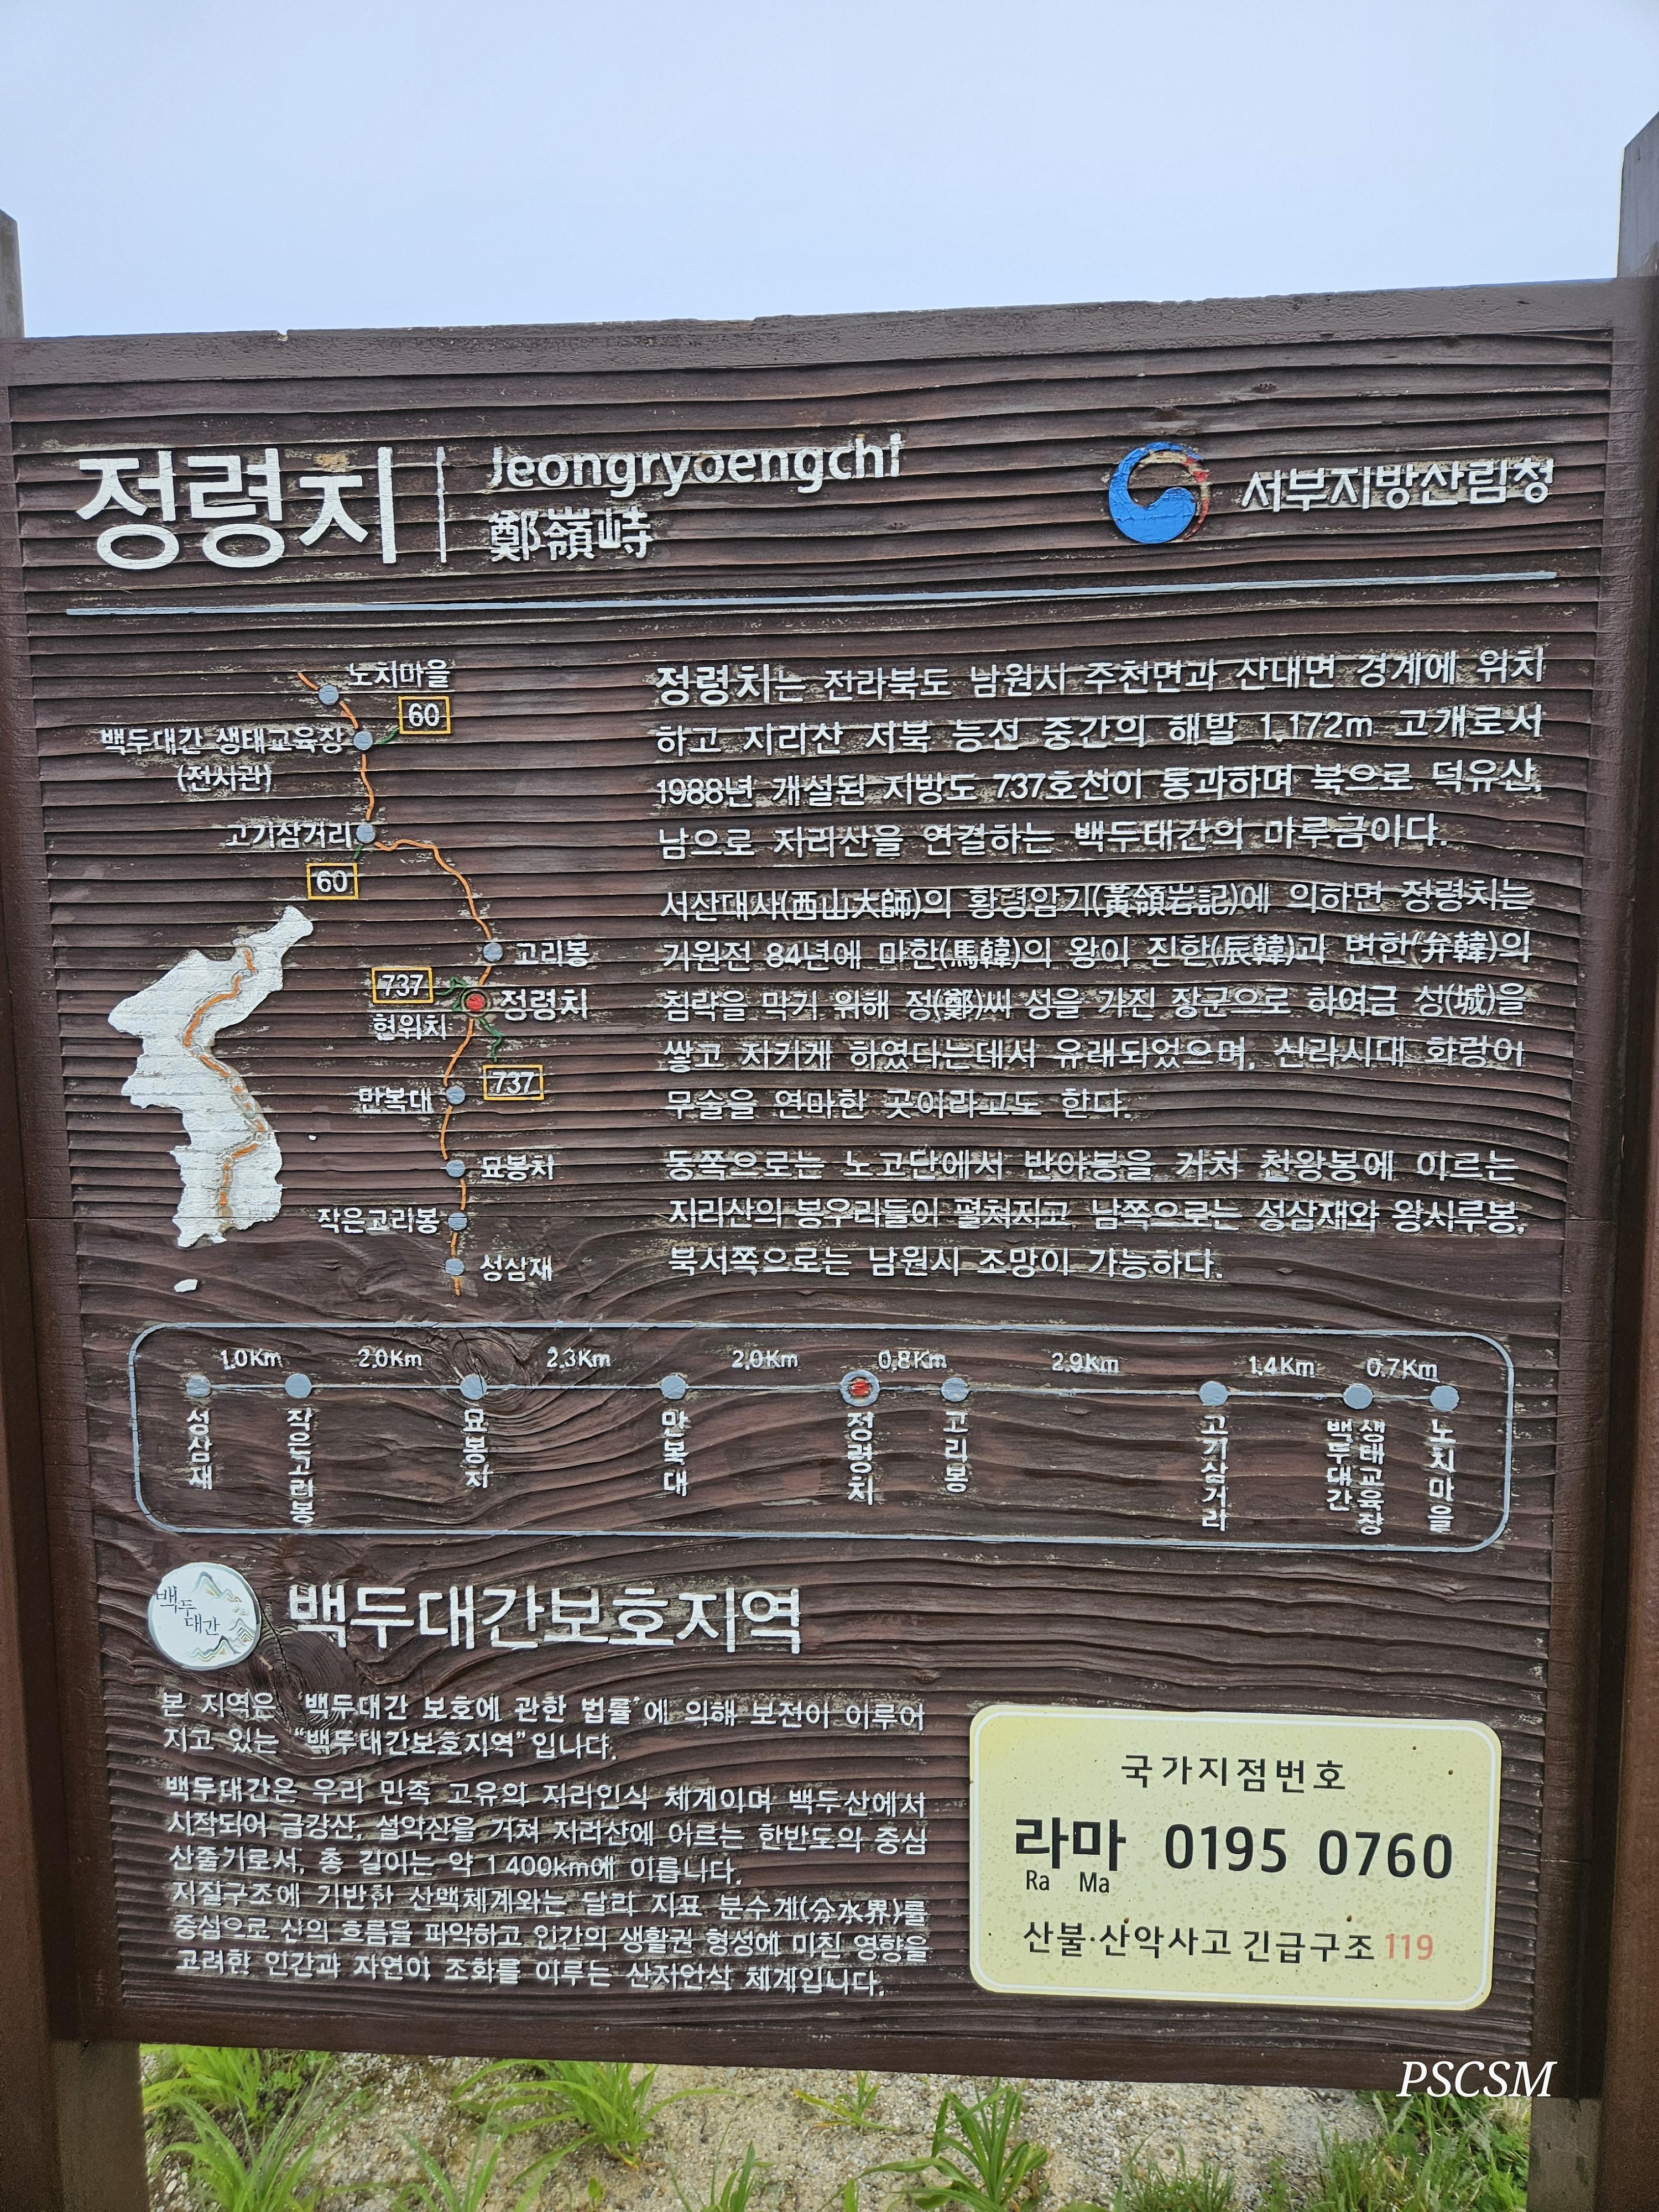 정령치
Jeongryoengchi
鄭嶺峙
서부지방산림청
노치마을
60
백두대간 생태교육장
(전시관)
고기삼거리
60
고리봉
737
정령치
현위치
737
만복대
묘봉치
작은고리봉
성삼재
정령치는 전라북도 남원시 주천면과 산내면 경계에 위치
하고 지리산 서북 능선 중간의 해발 1,172m 고개로서
1988년 개설된 지방도 737호선이 통과하며 북으로 덕유산,
남으로 지리산을 연결하는 백두대간의 마루금이다.
서산대사(西山大師)의 황령암기(黃領岩記)에 의하면 정령치는
기원전 84년에 마한(馬韓)의 왕이 진한(辰韓)과 변한(弁韓)의
침략을 막기 위해 정(鄭)씨 성을 가진 장군으로 하여금 성(城)을
쌓고 지키게 하였다는데서 유래되었으며, 신라시대 화랑이
무술을 연마한 곳이라고도 한다.
동쪽으로는 노고단에서 반야봉을 거쳐 천왕봉에 이르는
지리산의 봉우리들이 펼쳐지고, 남쪽으로는 성삼재와 왕시루봉,
북서쪽으로는 남원시 조망이 가능하다.
1.0Km 2.0Km 2.3Km 2.0Km 0.8Km 2.9Km 1.4Km 0.7Km
성삼재 작은고리봉 묘봉치 만복대 정령치 고리봉 고기삼거리 백두대간 생태교육장 노치마을
백두대간
백두대간보호지역
본 지역은 '백두대간 보호에 관한 법률'에 의해 보전이 이루어
지고 있는 "백두대간보호지역"입니다.
백두대간은 우리 민족 고유의 지리인식 체계이며 백두산에서
시작되어 금강산, 설악산을 거쳐 지리산에 이르는 한반도의 중심
산줄기로서, 총 길이는 약 1,400km에 이릅니다.
지질구조에 기반한 산맥체계와는 달리 지표 분수계(分水界)를
중심으로 산의 흐름을 파악하고 인간의 생활권 형성에 미친 영향을
고려한 인간과 자연이 조화를 이루는 산지인식 체계입니다.
국가지점번호
라마 0195 0760
Ra Ma
산불·산악사고 긴급구조 119
PSCSM